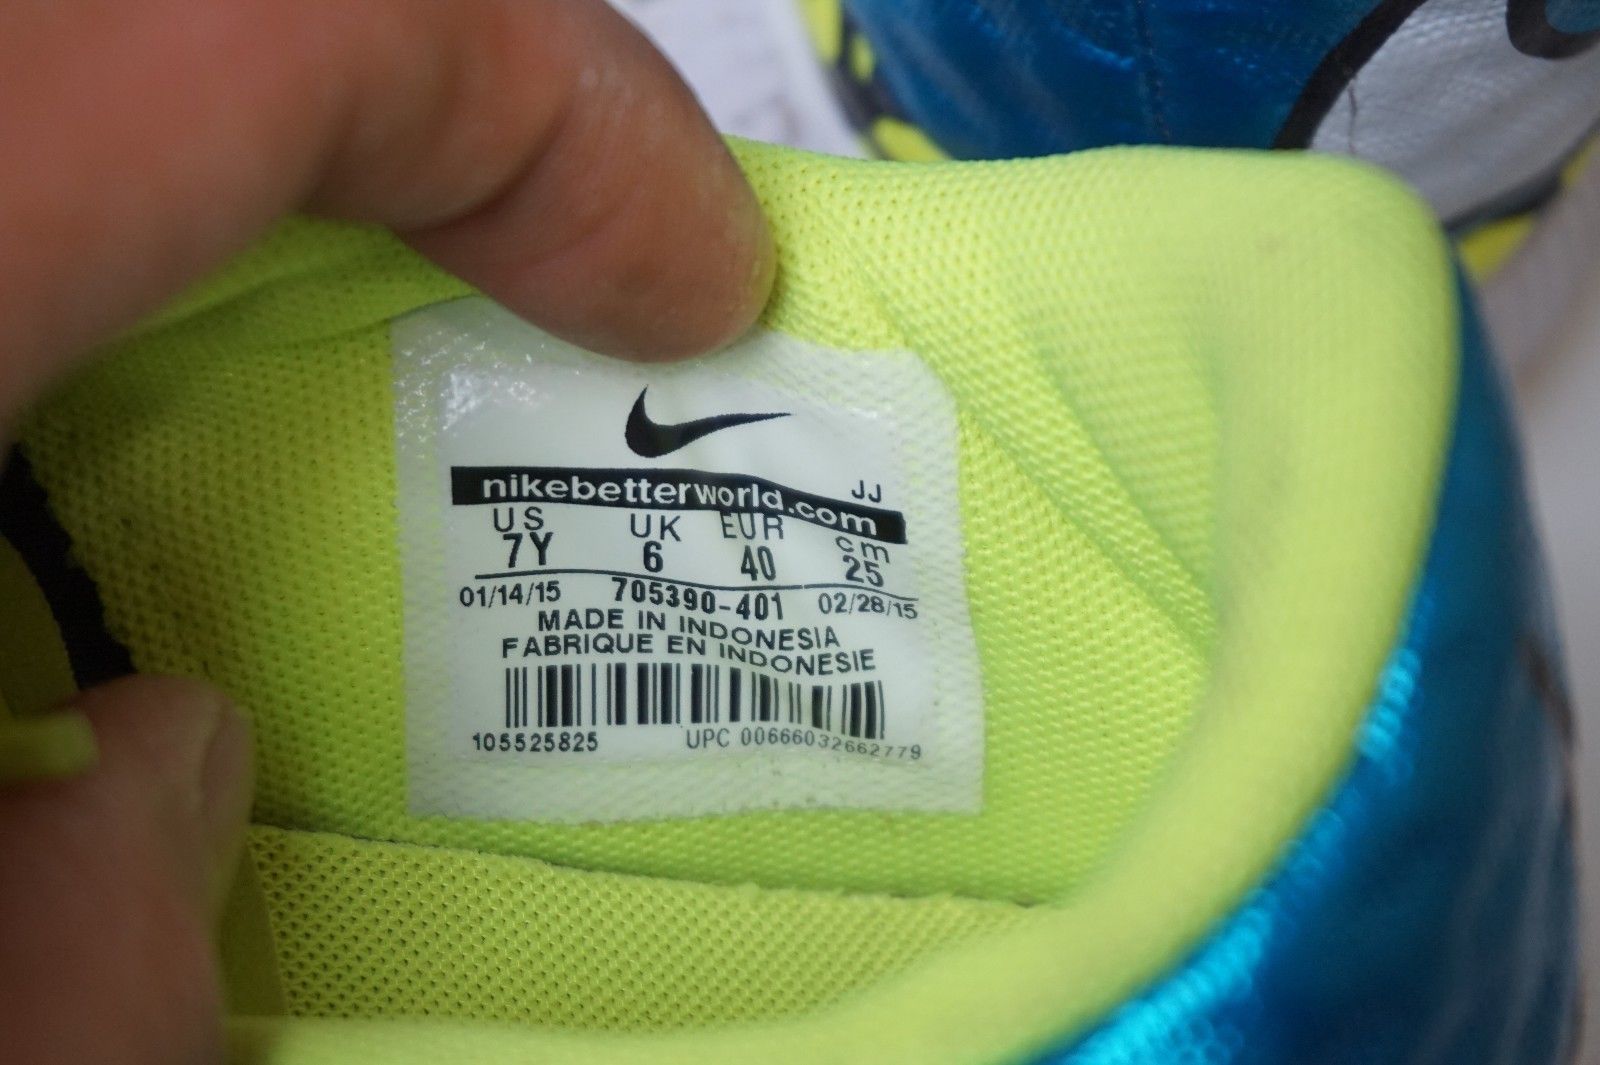 nikebetterworld.com JJ
US UK EUR cm
7Y 6 40 25
01/14/15 705390-401 02/28/15
MADE IN INDONESIA
FABRIQUE EN INDONESIE
105525825 UPC 00666032662779